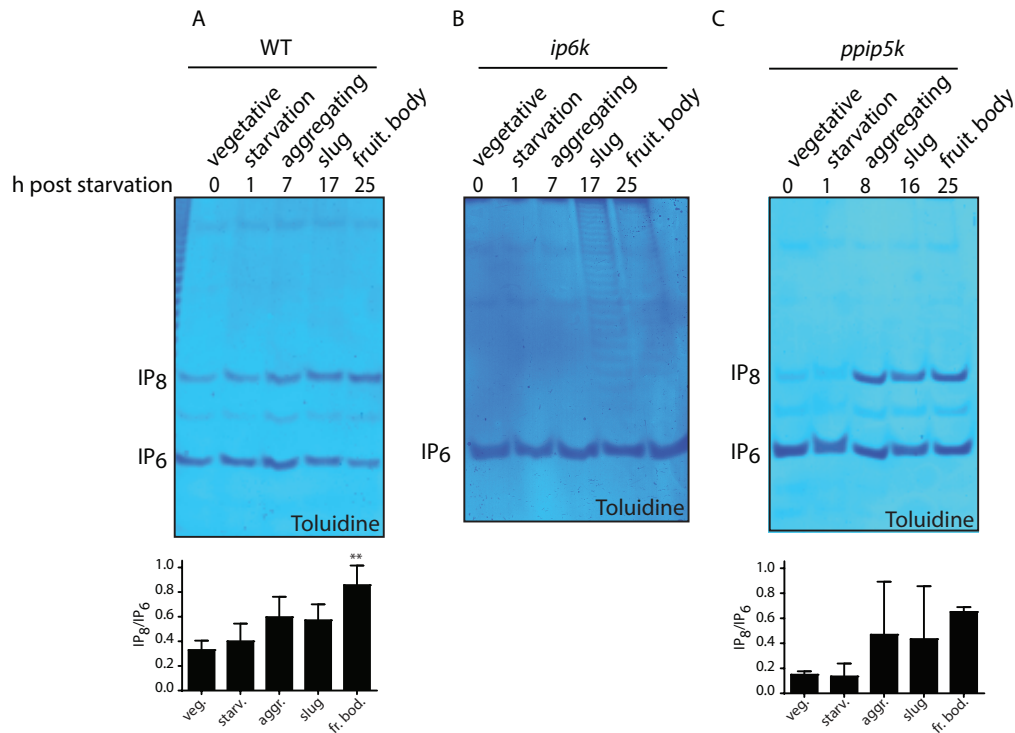 A
WT
vegetative
starvation
aggregating
slug
fruit. body
h post starvation 0 1 7 17 25
IP8
IP6
Toluidine
IP8/IP6
1.0
0.8
0.6
0.4
0.2
0.0
**
veg.
starv.
aggr.
slug
fr. bod.
B
ip6k
vegetative
starvation
aggregating
slug
fruit. body
0 1 7 17 25
IP6
Toluidine
C
ppip5k
vegetative
starvation
aggregating
slug
fruit. body
0 1 8 16 25
IP8
IP6
Toluidine
IP8/IP6
1.0
0.8
0.6
0.4
0.2
0.0
veg.
starv.
aggr.
slug
fr. bod.